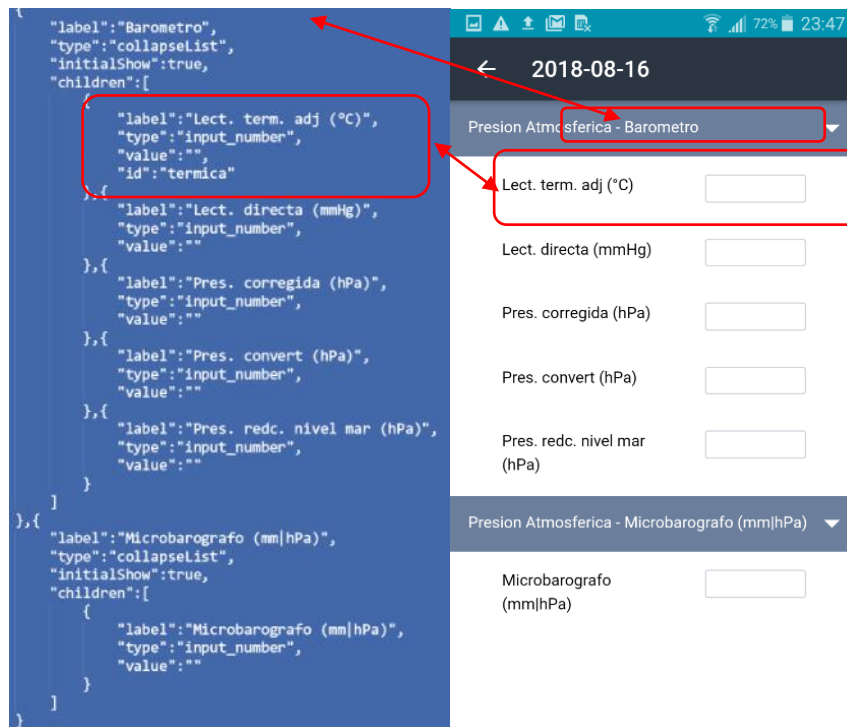 {
"label":"Barometro",
"type":"collapseList",
"initialShow":true,
"children":[
{
"label":"Lect. term. adj (°C)",
"type":"input_number",
"value":"",
"id":"termica"
},{
"label":"Lect. directa (mmHg)",
"type":"input_number",
"value":""
},{
"label":"Pres. corregida (hPa)",
"type":"input_number",
"value":""
},{
"label":"Pres. convert (hPa)",
"type":"input_number",
"value":""
},{
"label":"Pres. redc. nivel mar (hPa)",
"type":"input_number",
"value":""
}
]
},{
"label":"Microbarografo (mm|hPa)",
"type":"collapseList",
"initialShow":true,
"children":[
{
"label":"Microbarografo (mm|hPa)",
"type":"input_number",
"value":""
}
]
}
72% 23:47
2018-08-16
Presion Atmosferica - Barometro
Lect. term. adj (°C)
Lect. directa (mmHg)
Pres. corregida (hPa)
Pres. convert (hPa)
Pres. redc. nivel mar
(hPa)
Presion Atmosferica - Microbarografo (mm|hPa)
Microbarografo
(mm|hPa)